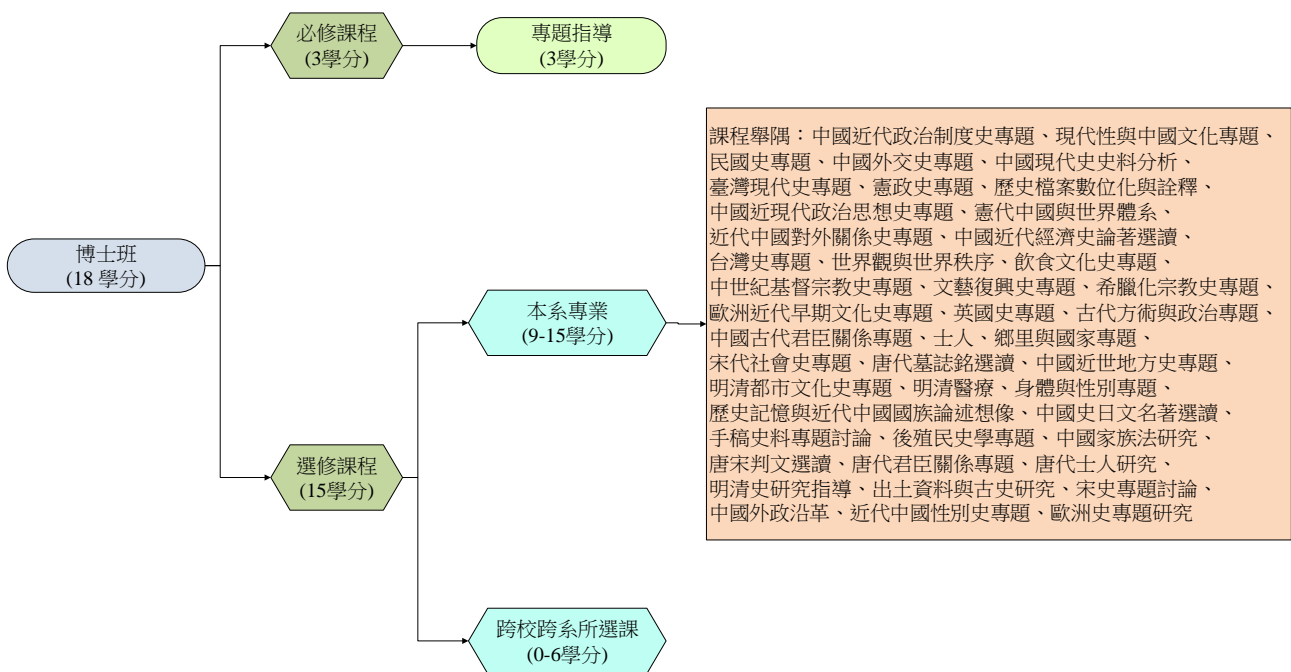 必修課程
(3學分)
專題指導
(3學分)
博士班
(18 學分)
本系專業
(9-15學分)
選修課程
(15學分)
跨校跨系所選課
(0-6學分)
課程舉隅：中國近代政治制度史專題、現代性與中國文化專題、
民國史專題、中國外交史專題、中國現代史史料分析、
臺灣現代史專題、憲政史專題、歷史檔案數位化與詮釋、
中國近現代政治思想史專題、憲代中國與世界體系、
近代中國對外關係史專題、中國近代經濟史論著選讀、
台灣史專題、世界觀與世界秩序、飲食文化史專題、
中世紀基督宗教史專題、文藝復興史專題、希臘化宗教史專題、
歐洲近代早期文化史專題、英國史專題、古代方術與政治專題、
中國古代君臣關係專題、士人、鄉里與國家專題、
宋代社會史專題、唐代墓誌銘選讀、中國近世地方史專題、
明清都市文化史專題、明清醫療、身體與性別專題、
歷史記憶與近代中國國族論述想像、中國史日文名著選讀、
手稿史料專題討論、後殖民史學專題、中國家族法研究、
唐宋判文選讀、唐代君臣關係專題、唐代士人研究、
明清史研究指導、出土資料與古史研究、宋史專題討論、
中國外政沿革、近代中國性別史專題、歐洲史專題研究